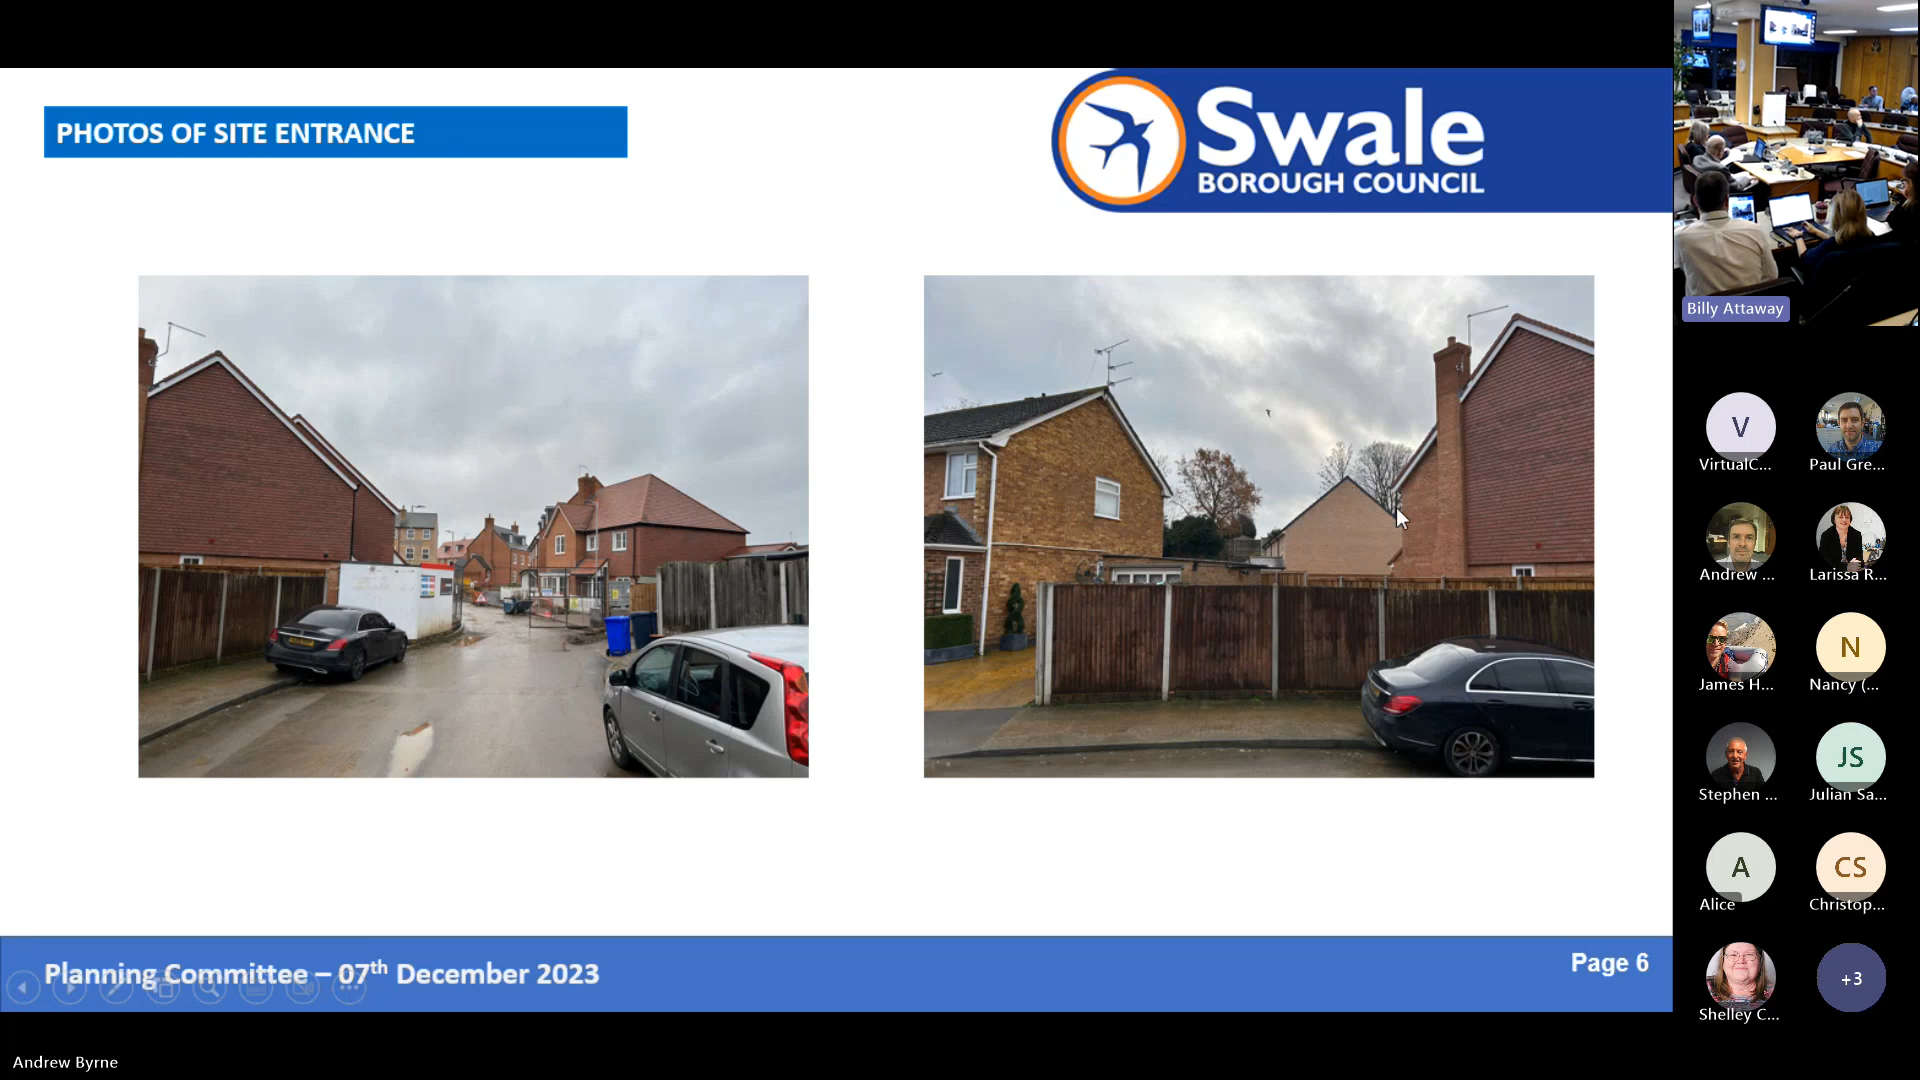 PHOTOS OF SITE ENTRANCE
Swale
BOROUGH COUNCIL
Planning Committee – 07th December 2023
Page 6
Andrew Byrne
Billy Attaway
V
VirtualC...
Paul Gre...
Andrew ...
Larissa R...
James H...
N
Nancy (...
Stephen ...
JS
Julian Sa...
A
Alice
CS
Christop...
Shelley C...
+3